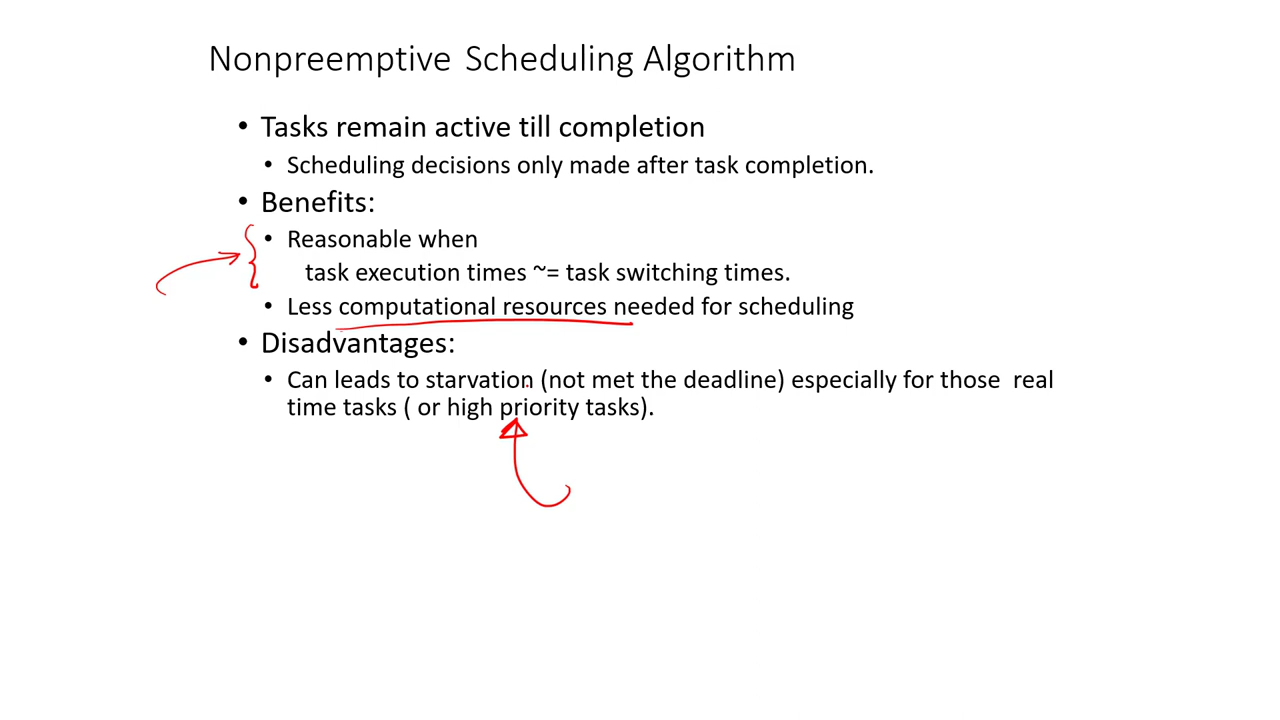 Nonpreemptive Scheduling Algorithm
• Tasks remain active till completion
• Scheduling decisions only made after task completion.
• Benefits:
• Reasonable when
task execution times ~= task switching times.
• Less computational resources needed for scheduling
• Disadvantages:
• Can leads to starvation (not met the deadline) especially for those real
time tasks ( or high priority tasks).